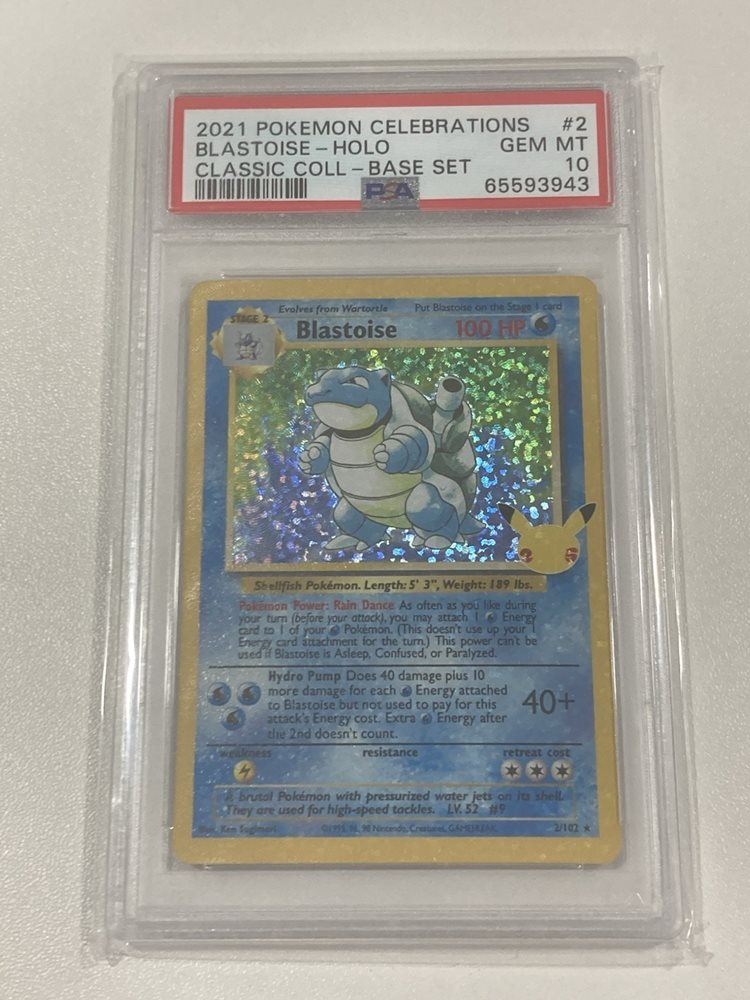 2021 POKEMON CELEBRATIONS #2
BLASTOISE - HOLO GEM MT
CLASSIC COLL - BASE SET 10
PSA 65593943
Evolves from Wartortle Put Blastoise on the Stage 1 card
STAGE 2
Blastoise 100 HP
Shellfish Pokémon. Length: 5' 3", Weight: 189 lbs.
Pokémon Power: Rain Dance As often as you like during
your turn (before your attack), you may attach 1 Energy
card to 1 of your Pokémon. (This doesn't use up your 1
Energy card attachment for the turn.) This power can't be
used if Blastoise is Asleep, Confused, or Paralyzed.
Hydro Pump Does 40 damage plus 10
more damage for each Energy attached
to Blastoise but not used to pay for this
attack's Energy cost. Extra Energy after
the 2nd doesn't count.
40+
weakness resistance retreat cost
A brutal Pokémon with pressurized water jets on its shell.
They are used for high-speed tackles. LV. 52 #9
Illus. Ken Sugimori ©1995, 96, 98 Nintendo, Creatures, GAMEFREAK. 2/102 ★